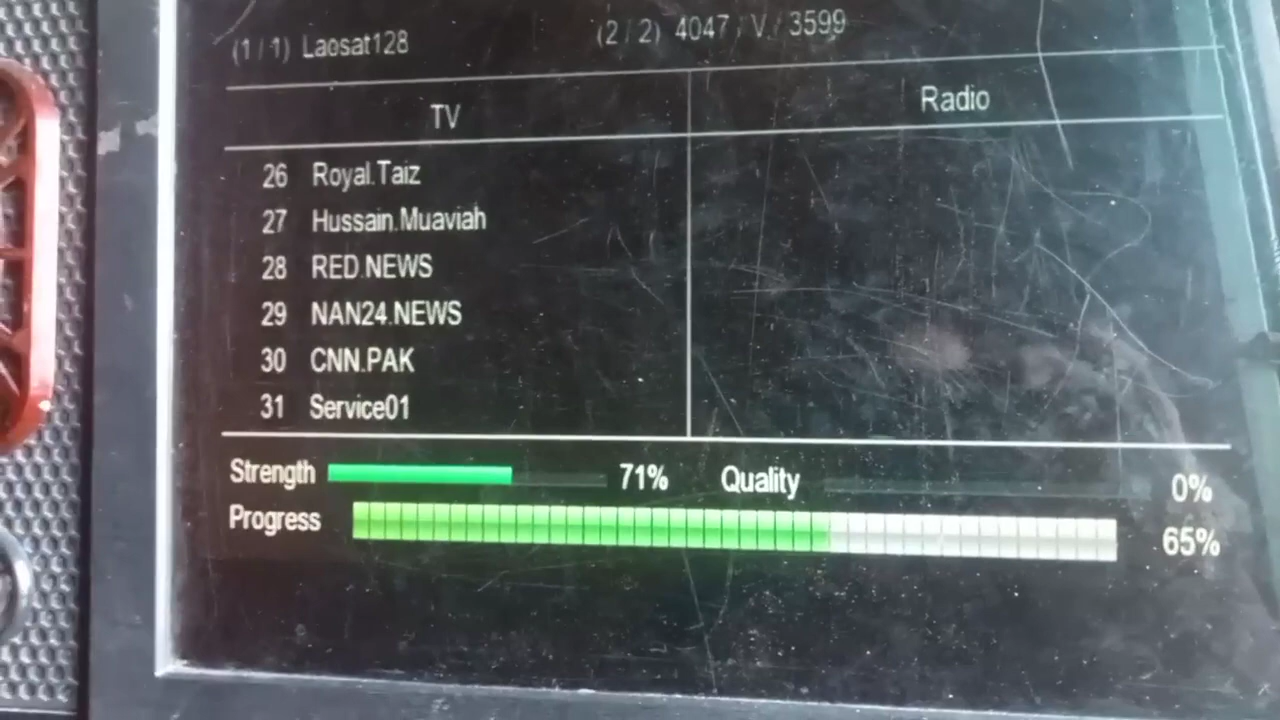 (1 / 1) Laosat128 (2 / 2) 4047 / V / 3599
TV Radio
26 Royal.Taiz
27 Hussain.Muaviah
28 RED.NEWS
29 NAN24.NEWS
30 CNN.PAK
31 Service01
Strength 71% Quality 0%
Progress 65%